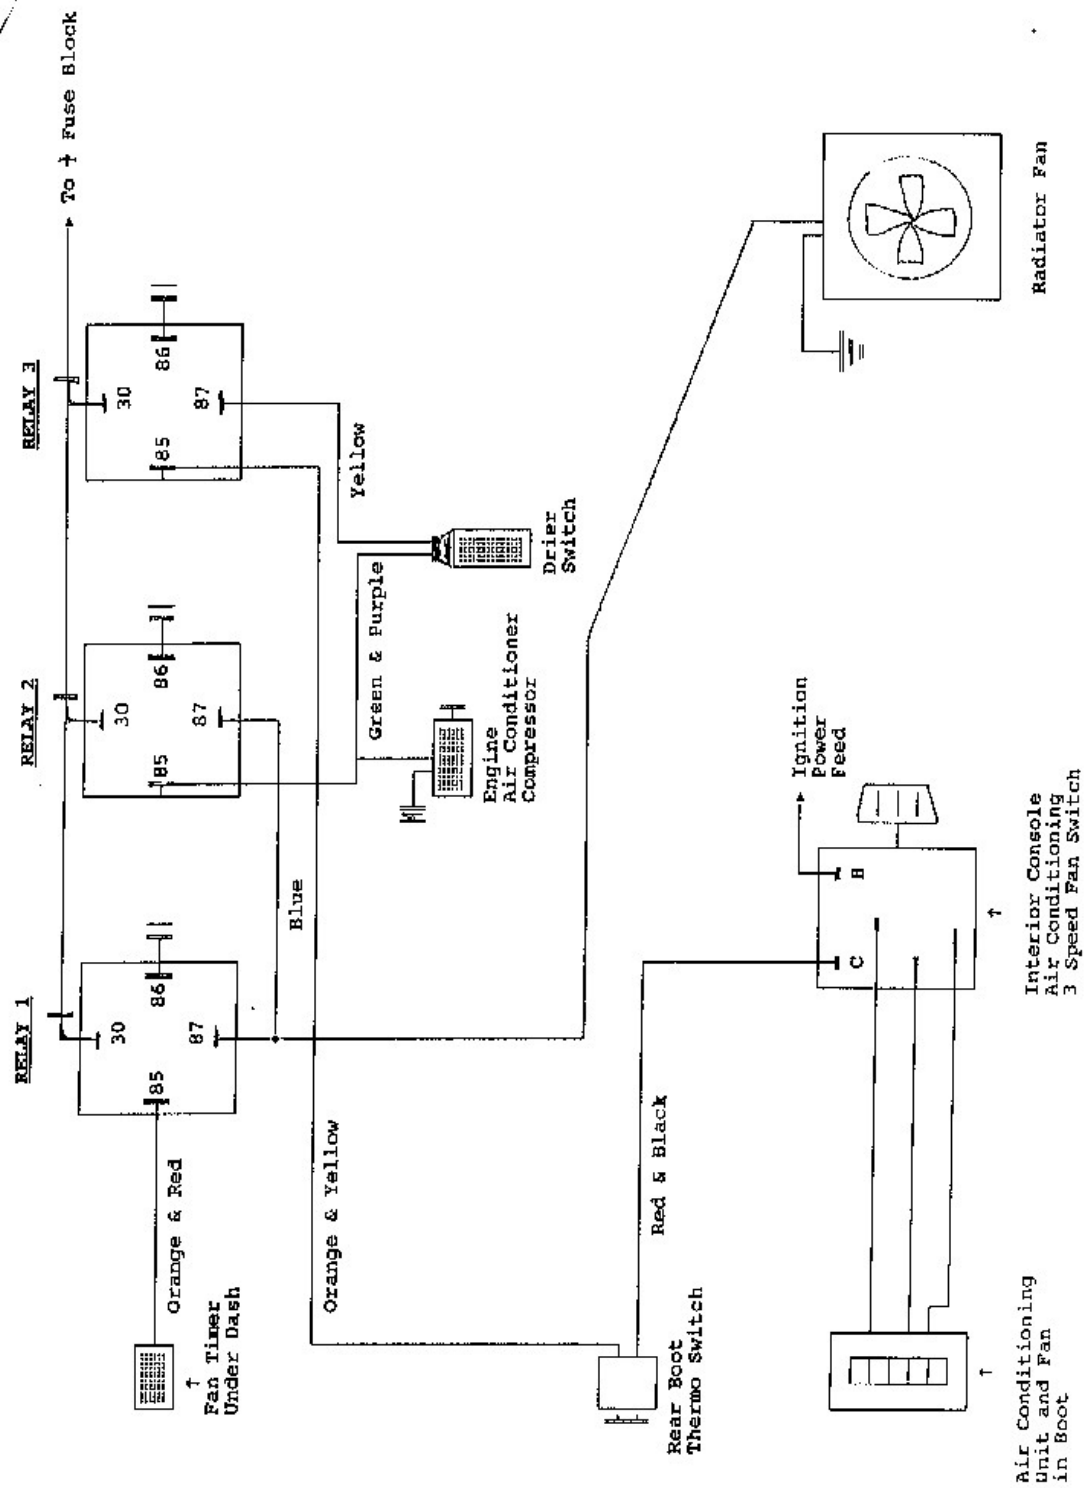 RELAY 1
RELAY 2
RELAY 3
To + Fuse Block
30
85
86
87
30
85
86
87
30
85
86
87
Orange & Red
Fan Timer
Under Dash
Blue
Green & Purple
Yellow
Drier
Switch
Engine
Air Conditioner
Compressor
Orange & Yellow
Red & Black
Rear Boot
Thermo Switch
Ignition
Power
Feed
C
B
Radiator Fan
Interior Console
Air Conditioning
3 Speed Fan Switch
Air Conditioning
Unit and Fan
in Boot